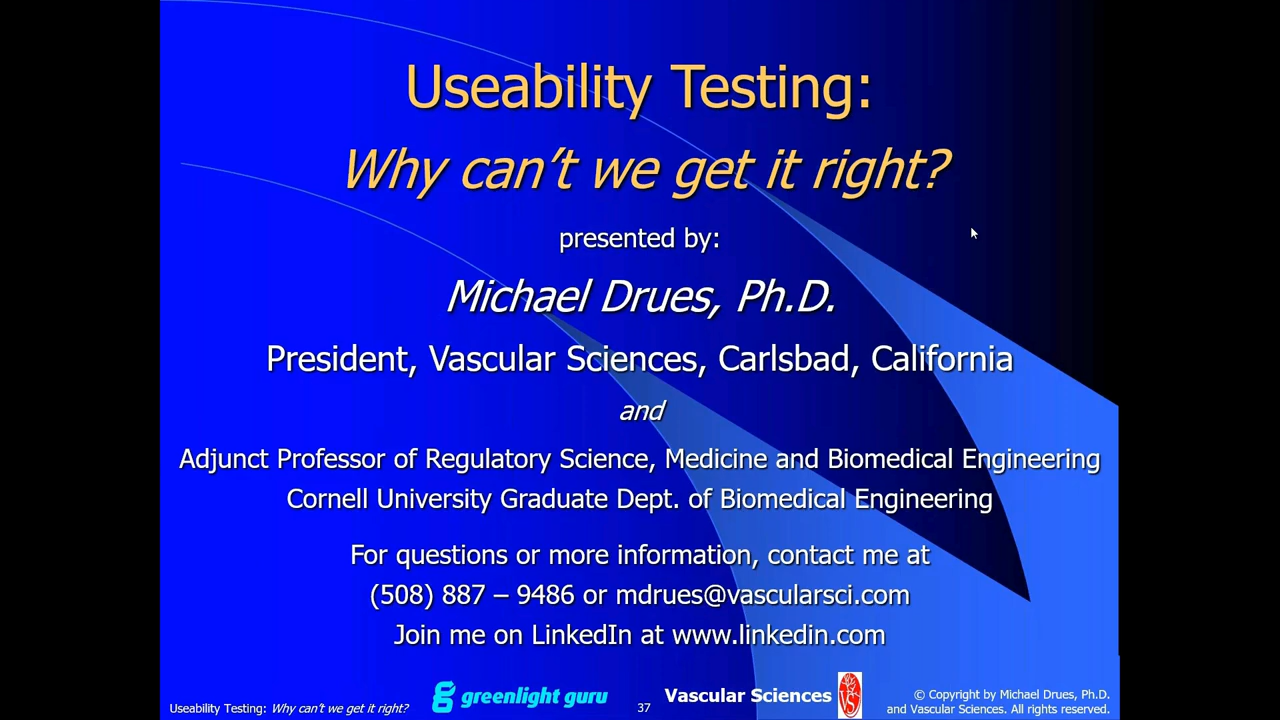 Useability Testing:
Why can't we get it right?
presented by:
Michael Drues, Ph.D.
President, Vascular Sciences, Carlsbad, California
and
Adjunct Professor of Regulatory Science, Medicine and Biomedical Engineering
Cornell University Graduate Dept. of Biomedical Engineering
For questions or more information, contact me at
(508) 887 – 9486 or mdrues@vascularsci.com
Join me on LinkedIn at www.linkedin.com
Useability Testing: Why can't we get it right?
greenlight guru
37
Vascular Sciences
VS
© Copyright by Michael Drues, Ph.D.
and Vascular Sciences. All rights reserved.